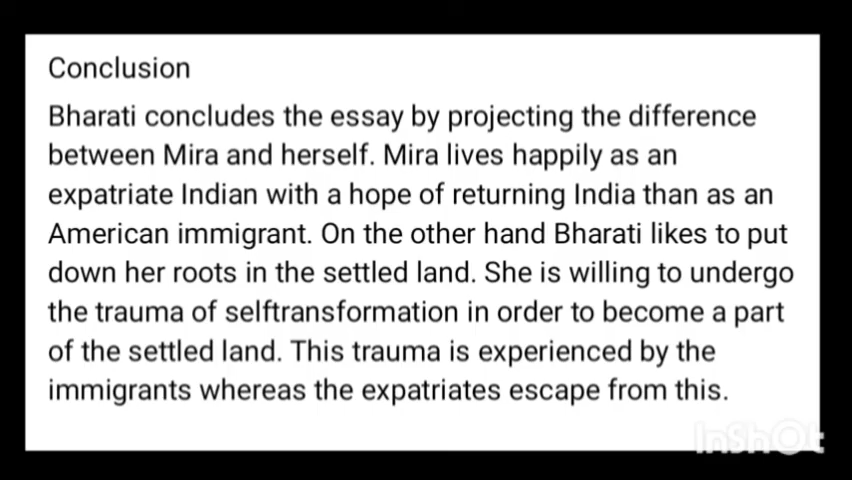 Conclusion
Bharati concludes the essay by projecting the difference
between Mira and herself. Mira lives happily as an
expatriate Indian with a hope of returning India than as an
American immigrant. On the other hand Bharati likes to put
down her roots in the settled land. She is willing to undergo
the trauma of selftransformation in order to become a part
of the settled land. This trauma is experienced by the
immigrants whereas the expatriates escape from this.
InShOt